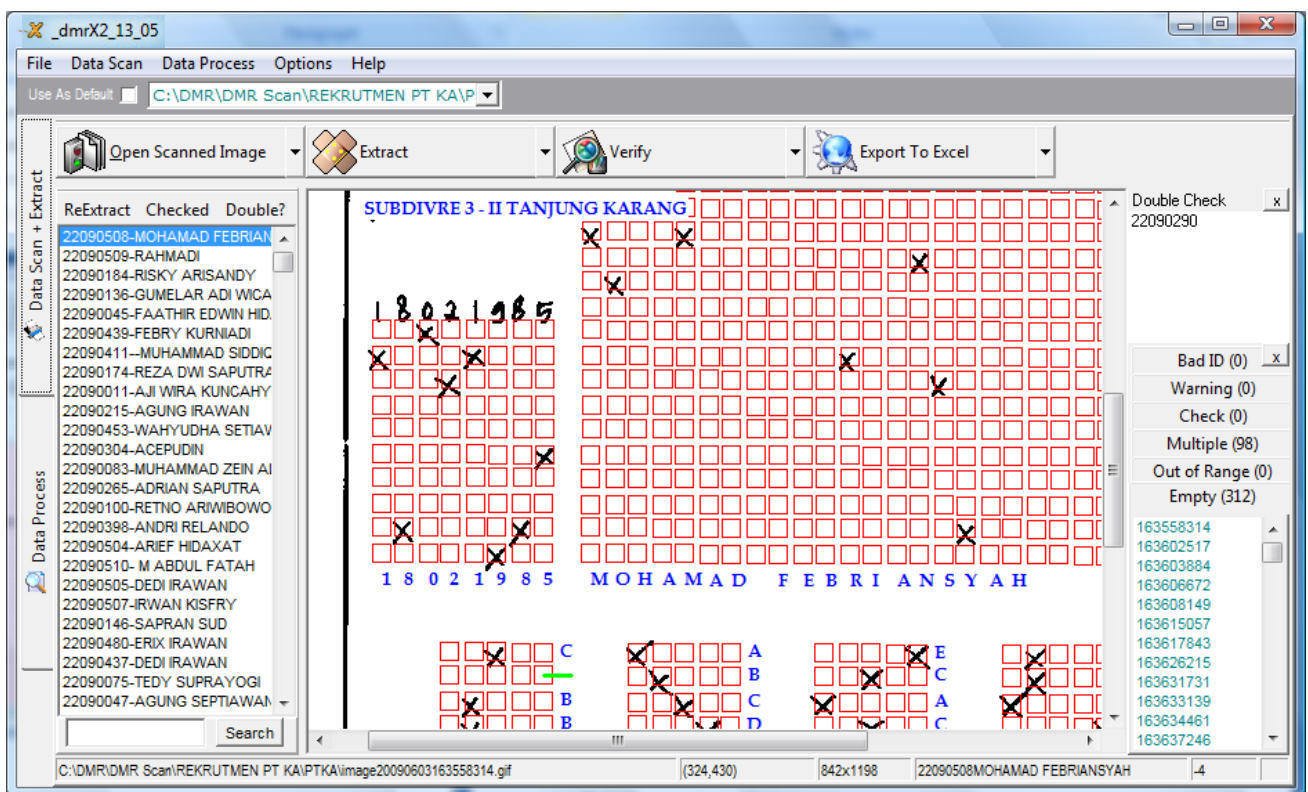 _dmrX2_13_05
File Data Scan Data Process Options Help
Use As Default C:\DMR\DMR Scan\REKRUTMEN PT KA\P
Open Scanned Image Extract Verify Export To Excel
Data Scan + Extract
Data Process
ReExtract Checked Double?
22090508-MOHAMAD FEBRIAN
22090509-RAHMADI
22090184-RISKY ARISANDY
22090136-GUMELAR ADI WICA
22090045-FAATHIR EDWIN HID.
22090439-FEBRY KURNIADI
22090411--MUHAMMAD SIDDIQ
22090174-REZA DWI SAPUTRA
22090011-AJI WIRA KUNCAHY
22090215-AGUNG IRAWAN
22090453-WAHYUDHA SETIAW
22090304-ACEPUDIN
22090083-MUHAMMAD ZEIN AI
22090265-ADRIAN SAPUTRA
22090100-RETNO ARIWIBOWO
22090398-ANDRI RELANDO
22090504-ARIEF HIDAXAT
22090510- M ABDUL FATAH
22090505-DEDI IRAWAN
22090507-IRWAN KISFRY
22090146-SAPRAN SUD
22090480-ERIX IRAWAN
22090437-DEDI IRAWAN
22090075-TEDY SUPRAYOGI
22090047-AGUNG SEPTIAWAN
Search
SUBDIVRE 3 - II TANJUNG KARANG
18021985
1 8 0 2 1 9 8 5 M O H A M A D F E B R I A N S Y A H
C A E
B C
B C A
B D C
Double Check x
22090290
Bad ID (0) x
Warning (0)
Check (0)
Multiple (98)
Out of Range (0)
Empty (312)
163558314
163602517
163603884
163606672
163608149
163615057
163617843
163626215
163631731
163633139
163634461
163637246
C:\DMR\DMR Scan\REKRUTMEN PT KA\PTKA\image20090603163558314.gif (324,430) 842x1198 22090508MOHAMAD FEBRIANSYAH -4